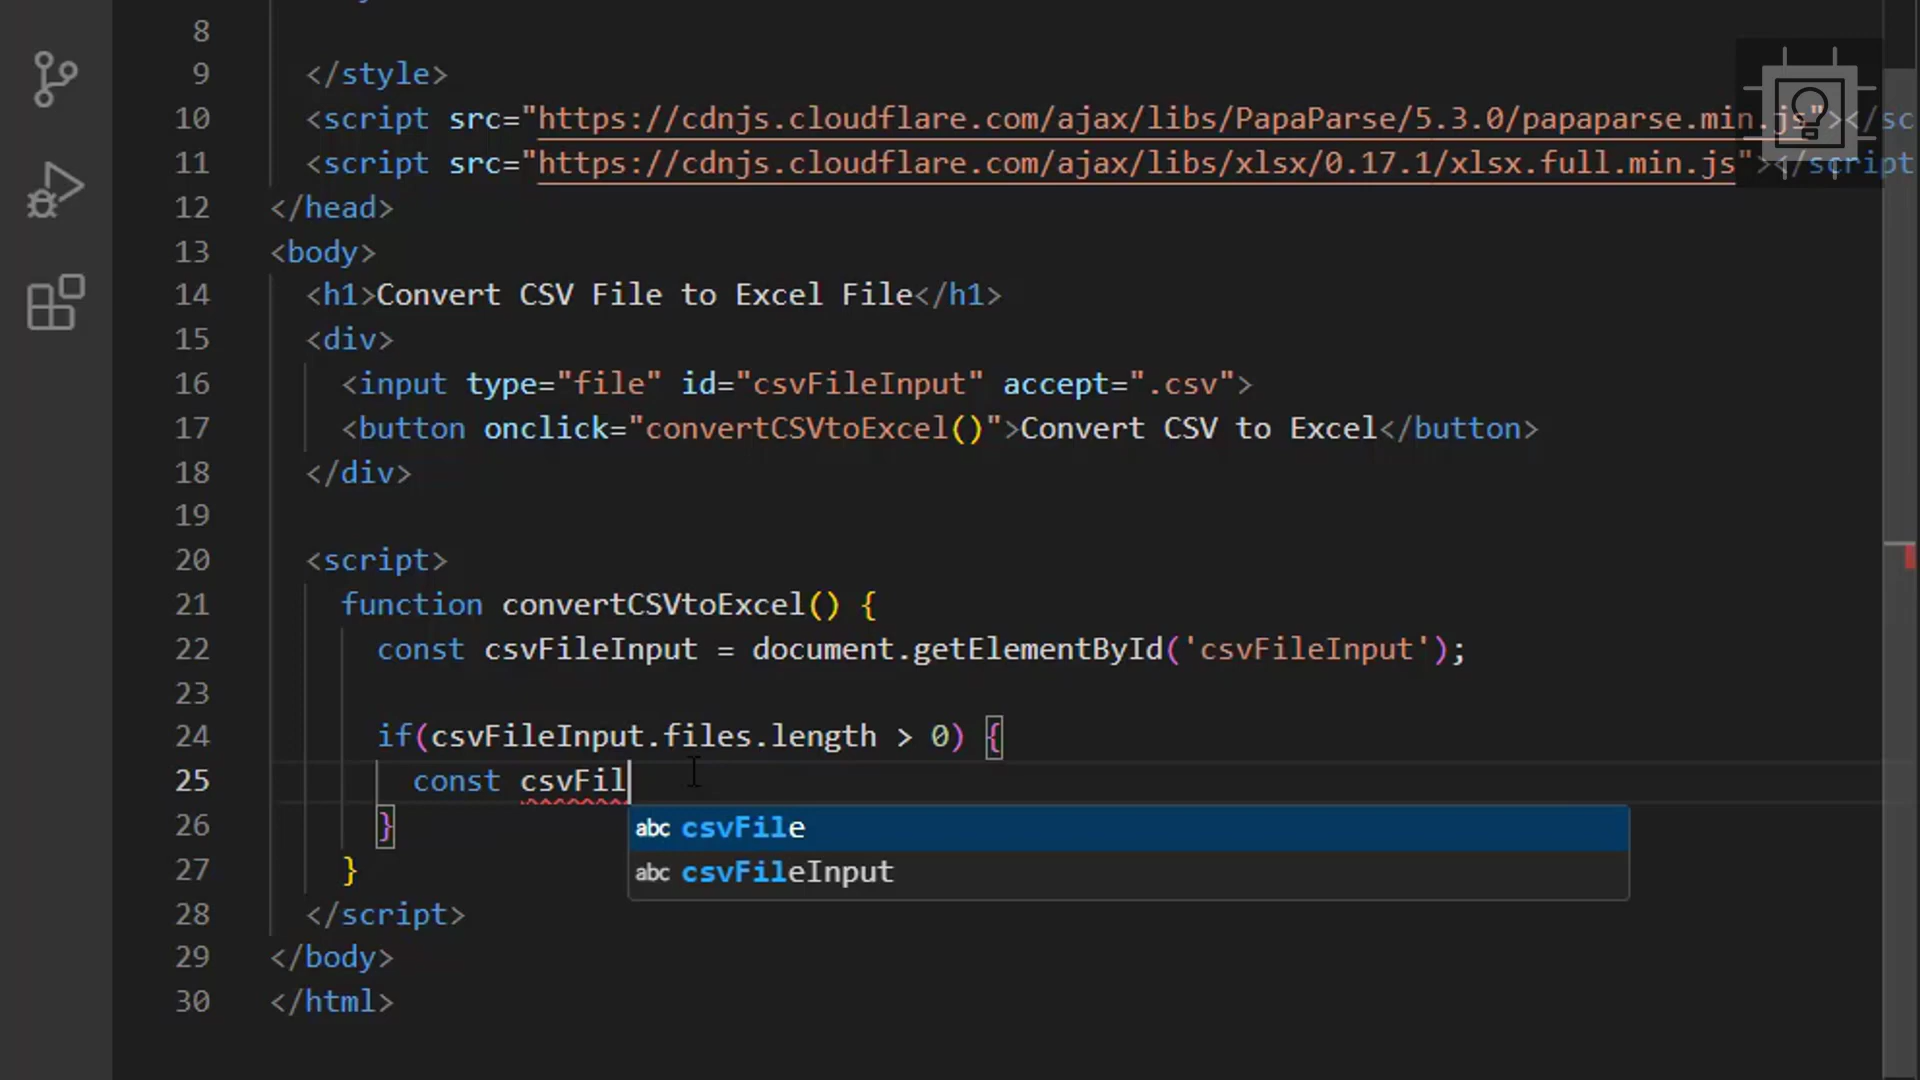 8
9 </style>
10 <script src="https://cdnjs.cloudflare.com/ajax/libs/PapaParse/5.3.0/papaparse.min.js"></sc
11 <script src="https://cdnjs.cloudflare.com/ajax/libs/xlsx/0.17.1/xlsx.full.min.js"></script
12 </head>
13 <body>
14 <h1>Convert CSV File to Excel File</h1>
15 <div>
16 <input type="file" id="csvFileInput" accept=".csv">
17 <button onclick="convertCSVtoExcel()">Convert CSV to Excel</button>
18 </div>
19
20 <script>
21 function convertCSVtoExcel() {
22 const csvFileInput = document.getElementById('csvFileInput');
23
24 if(csvFileInput.files.length > 0) {
25 const csvFil
26 }
abc csvFile
27 }
abc csvFileInput
28 </script>
29 </body>
30 </html>